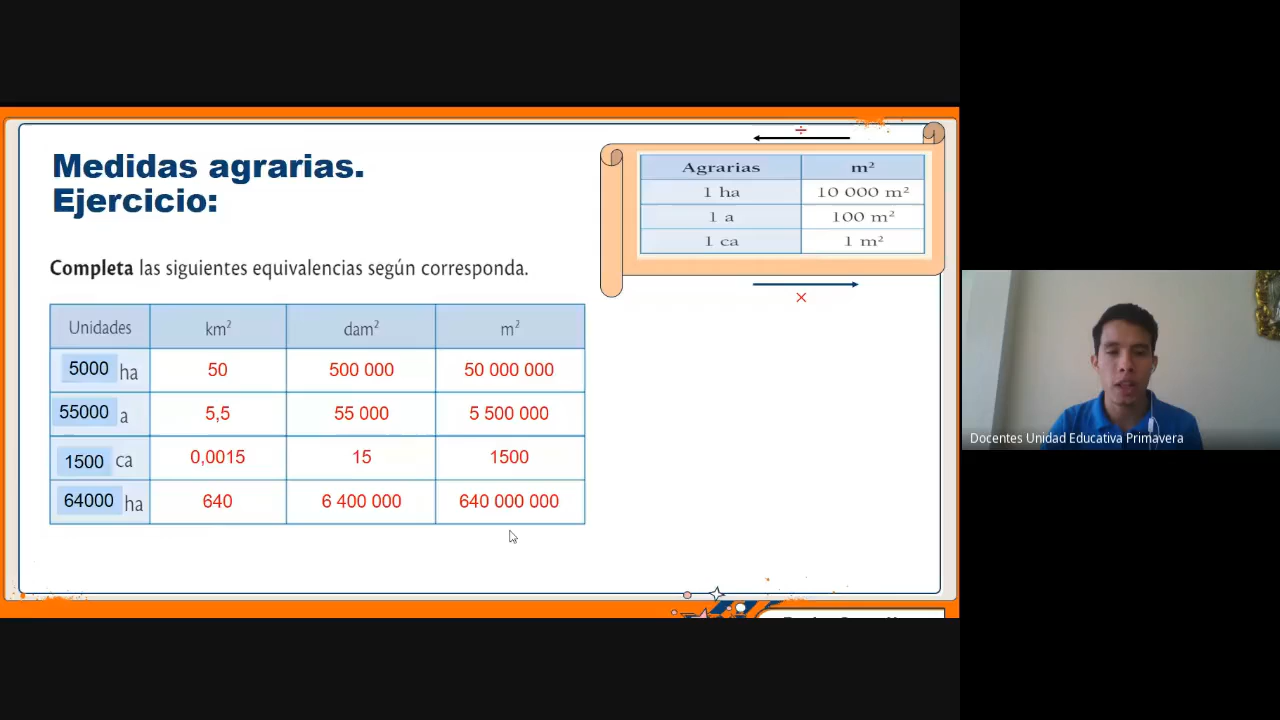 Medidas agrarias.
Ejercicio:
÷
Agrarias m²
1 ha 10 000 m²
1 a 100 m²
1 ca 1 m²
×
Completa las siguientes equivalencias según corresponda.
Unidades km² dam² m²
5000 ha 50 500 000 50 000 000
55000 a 5,5 55 000 5 500 000
1500 ca 0,0015 15 1500
64000 ha 640 6 400 000 640 000 000
Docentes Unidad Educativa Primavera